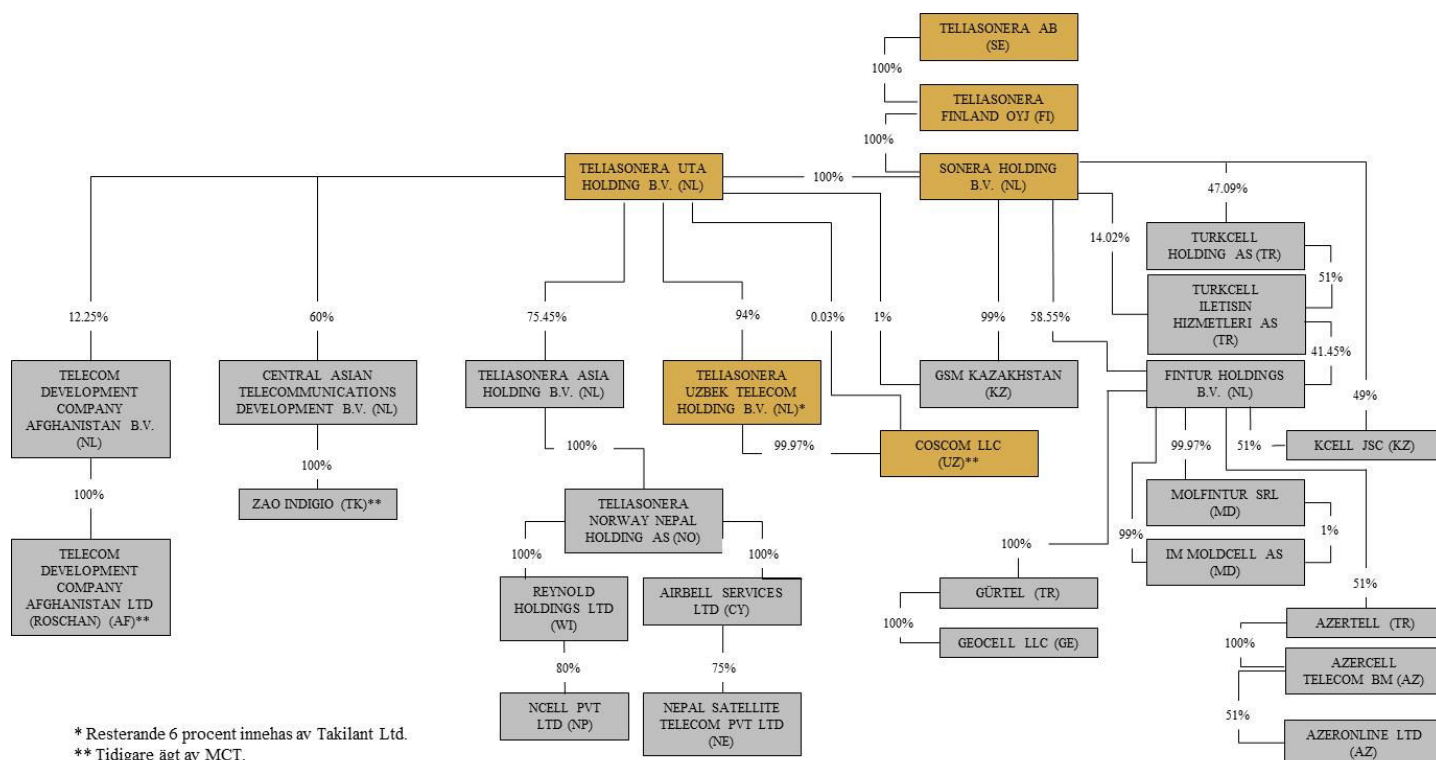 TELIASONERA AB
(SE)
100%
TELIASONERA
FINLAND OYJ (FI)
100%
TELIASONERA UTA
HOLDING B.V. (NL)
100%
SONERA HOLDING
B.V. (NL)
47.09%
14.02%
TURKCELL
HOLDING AS (TR)
51%
TURKCELL
ILETISIN
HIZMETLERI AS
(TR)
12.25%
60%
75.45%
94%
0.03%
1%
99%
58.55%
41.45%
TELECOM
DEVELOPMENT
COMPANY
AFGHANISTAN B.V.
(NL)
CENTRAL ASIAN
TELECOMMUNICATIONS
DEVELOPMENT B.V. (NL)
TELIASONERA ASIA
HOLDING B.V. (NL)
TELIASONERA
UZBEK TELECOM
HOLDING B.V. (NL)*
GSM KAZAKHSTAN
(KZ)
FINTUR HOLDINGS
B.V. (NL)
49%
100%
99.97%
COSCOM LLC
(UZ)**
99.97%
51%
KCELL JSC (KZ)
100%
100%
ZAO INDIGIO (TK)**
TELIASONERA
NORWAY NEPAL
HOLDING AS (NO)
MOLFINTUR SRL
(MD)
1%
99%
IM MOLDCELL AS
(MD)
TELECOM
DEVELOPMENT
COMPANY
AFGHANISTAN LTD
(ROSCHAN) (AF)**
100%
100%
100%
REYNOLD
HOLDINGS LTD
(WI)
AIRBELL SERVICES
LTD (CY)
GÜRTEL (TR)
51%
100%
GEOCELL LLC (GE)
AZERTELL (TR)
100%
AZERCELL
TELECOM BM (AZ)
80%
75%
NCELL PVT
LTD (NP)
NEPAL SATELLITE
TELECOM PVT LTD
(NE)
51%
AZERONLINE LTD
(AZ)
* Resterande 6 procent innehas av Takilant Ltd.
** Tidigare ägt av MCT.